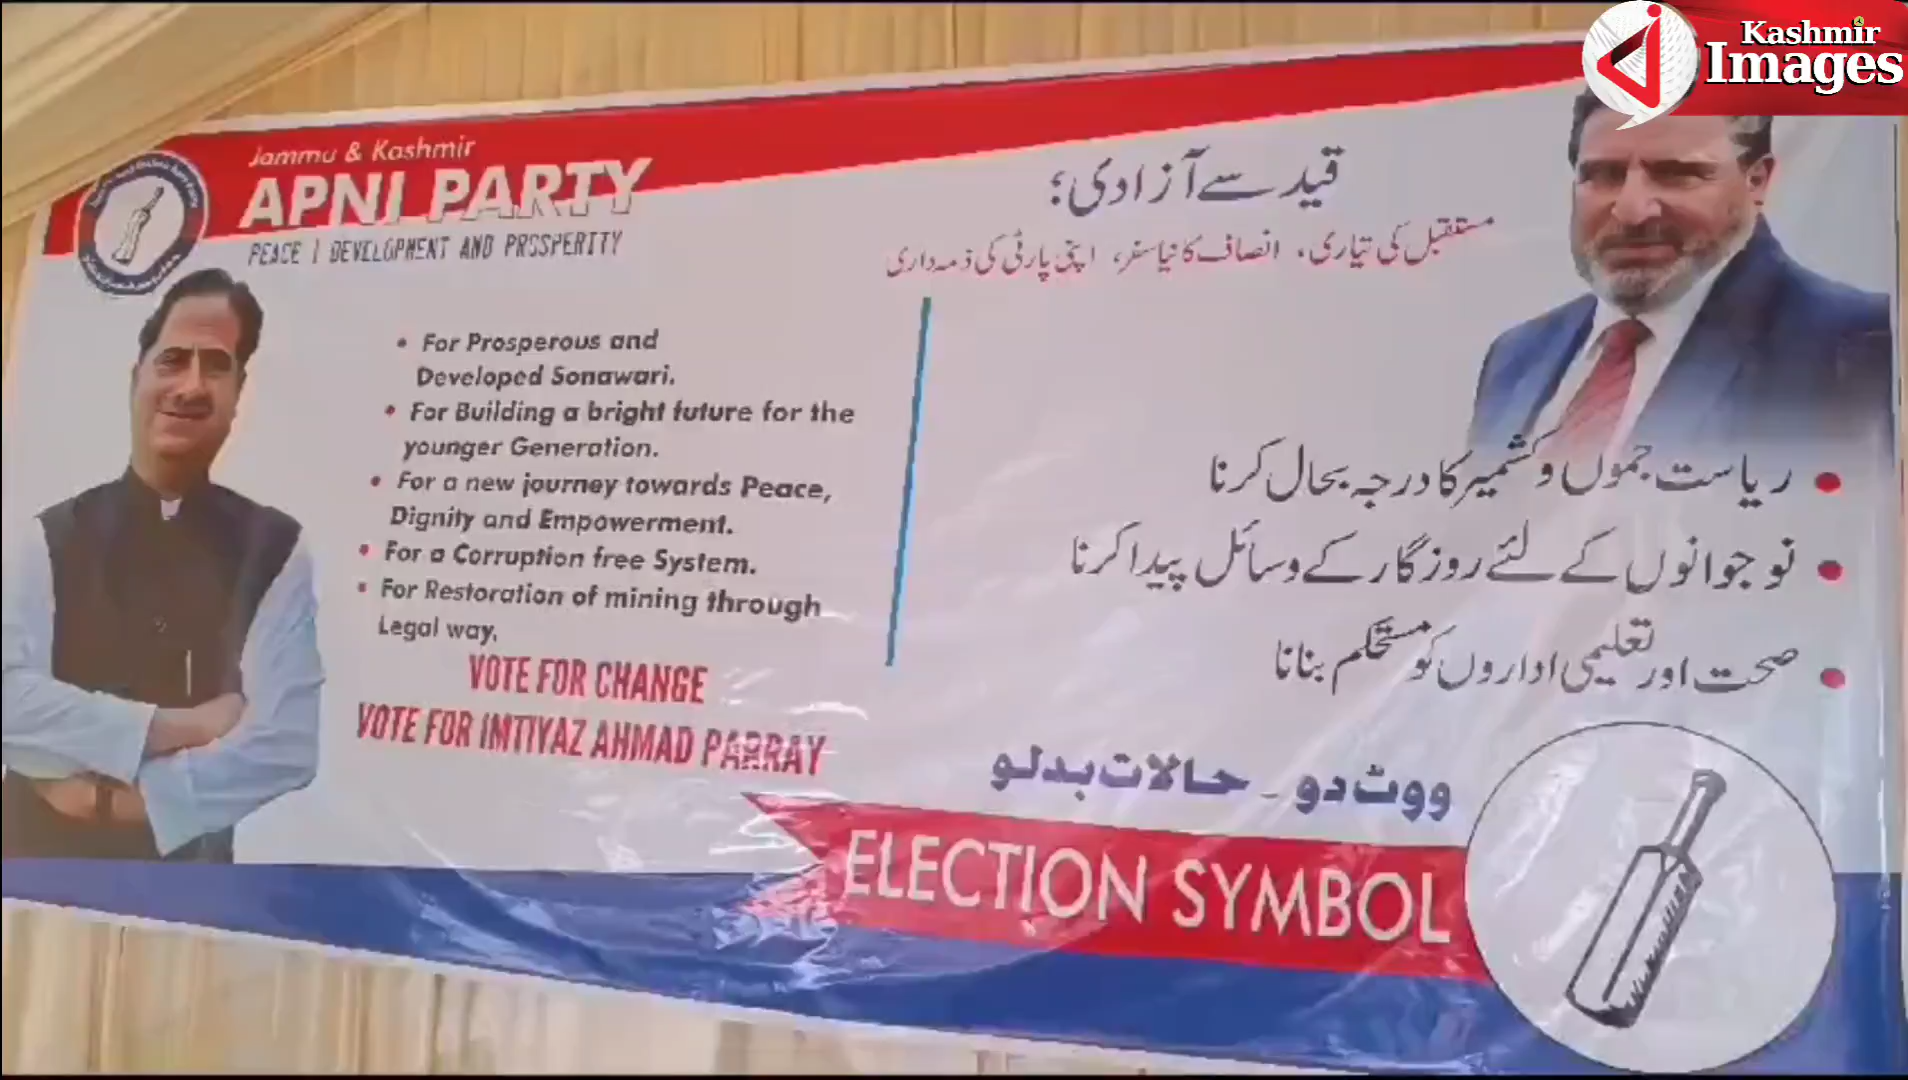 Kashmir
Images
Jammu & Kashmir
APNI PARTY
PEACE | DEVELOPMENT AND PROSPERITY
• For Prosperous and
Developed Sonawari.
• For Building a bright future for the
younger Generation.
• For a new journey towards Peace,
Dignity and Empowerment.
• For a Corruption free System.
• For Restoration of mining through
Legal way.
VOTE FOR CHANGE
VOTE FOR IMTIYAZ AHMAD PARRAY
قید سے آزادی؛
مستقبل کی تیاری، انصاف کا نیا سفر، اپنی پارٹی کی ذمہ داری
• ریاست جموں و کشمیر کا درجہ بحال کرنا
• نوجوانوں کے لئے روزگار کے وسائل پیدا کرنا
• صحت اور تعلیمی اداروں کو مستحکم بنانا
ووٹ دو - حالات بدلو
ELECTION SYMBOL